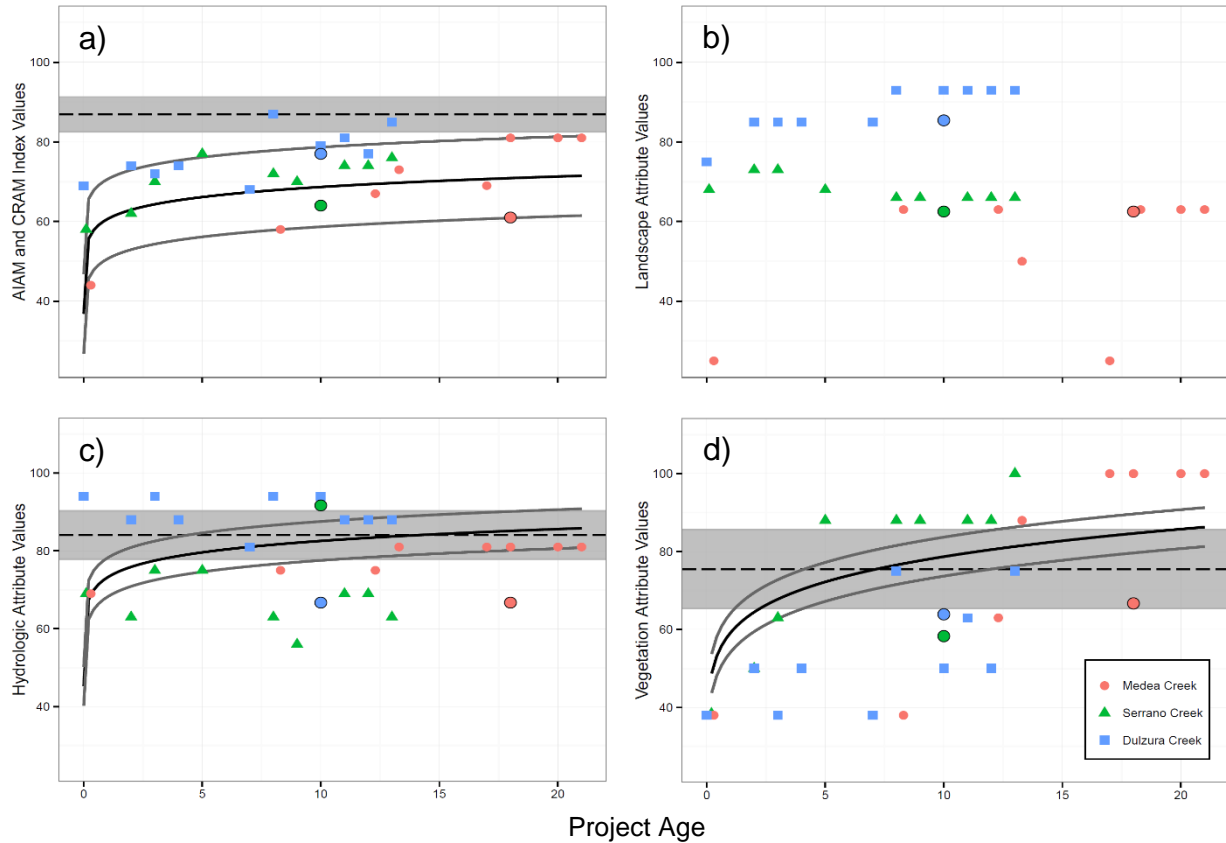 a)
AIAM and CRAM Index Values
100
80
60
40
b)
Landscape Attribute Values
100
80
60
40
c)
Hydrologic Attribute Values
100
80
60
40
0 5 10 15 20
d)
Vegetation Attribute Values
100
80
60
40
0 5 10 15 20
Medea Creek
Serrano Creek
Dulzura Creek
Project Age